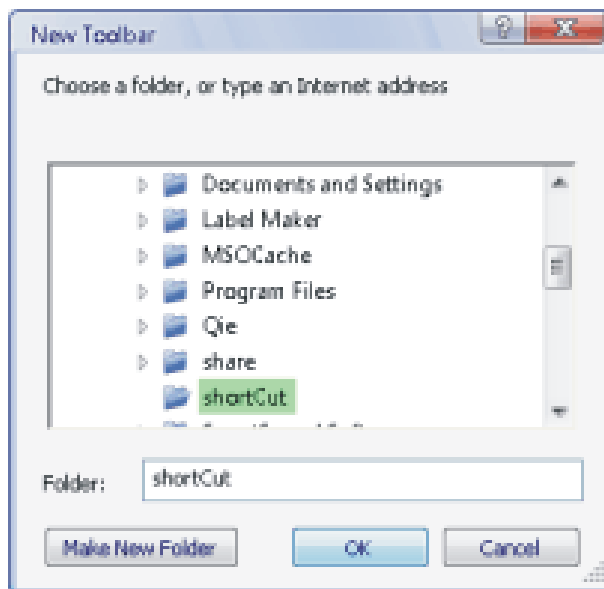 New Toolbar
Choose a folder, or type an Internet address
Documents and Settings
Label Maker
MSOCache
Program Files
Qie
share
shortCut
Folder: shortCut
Make New Folder OK Cancel